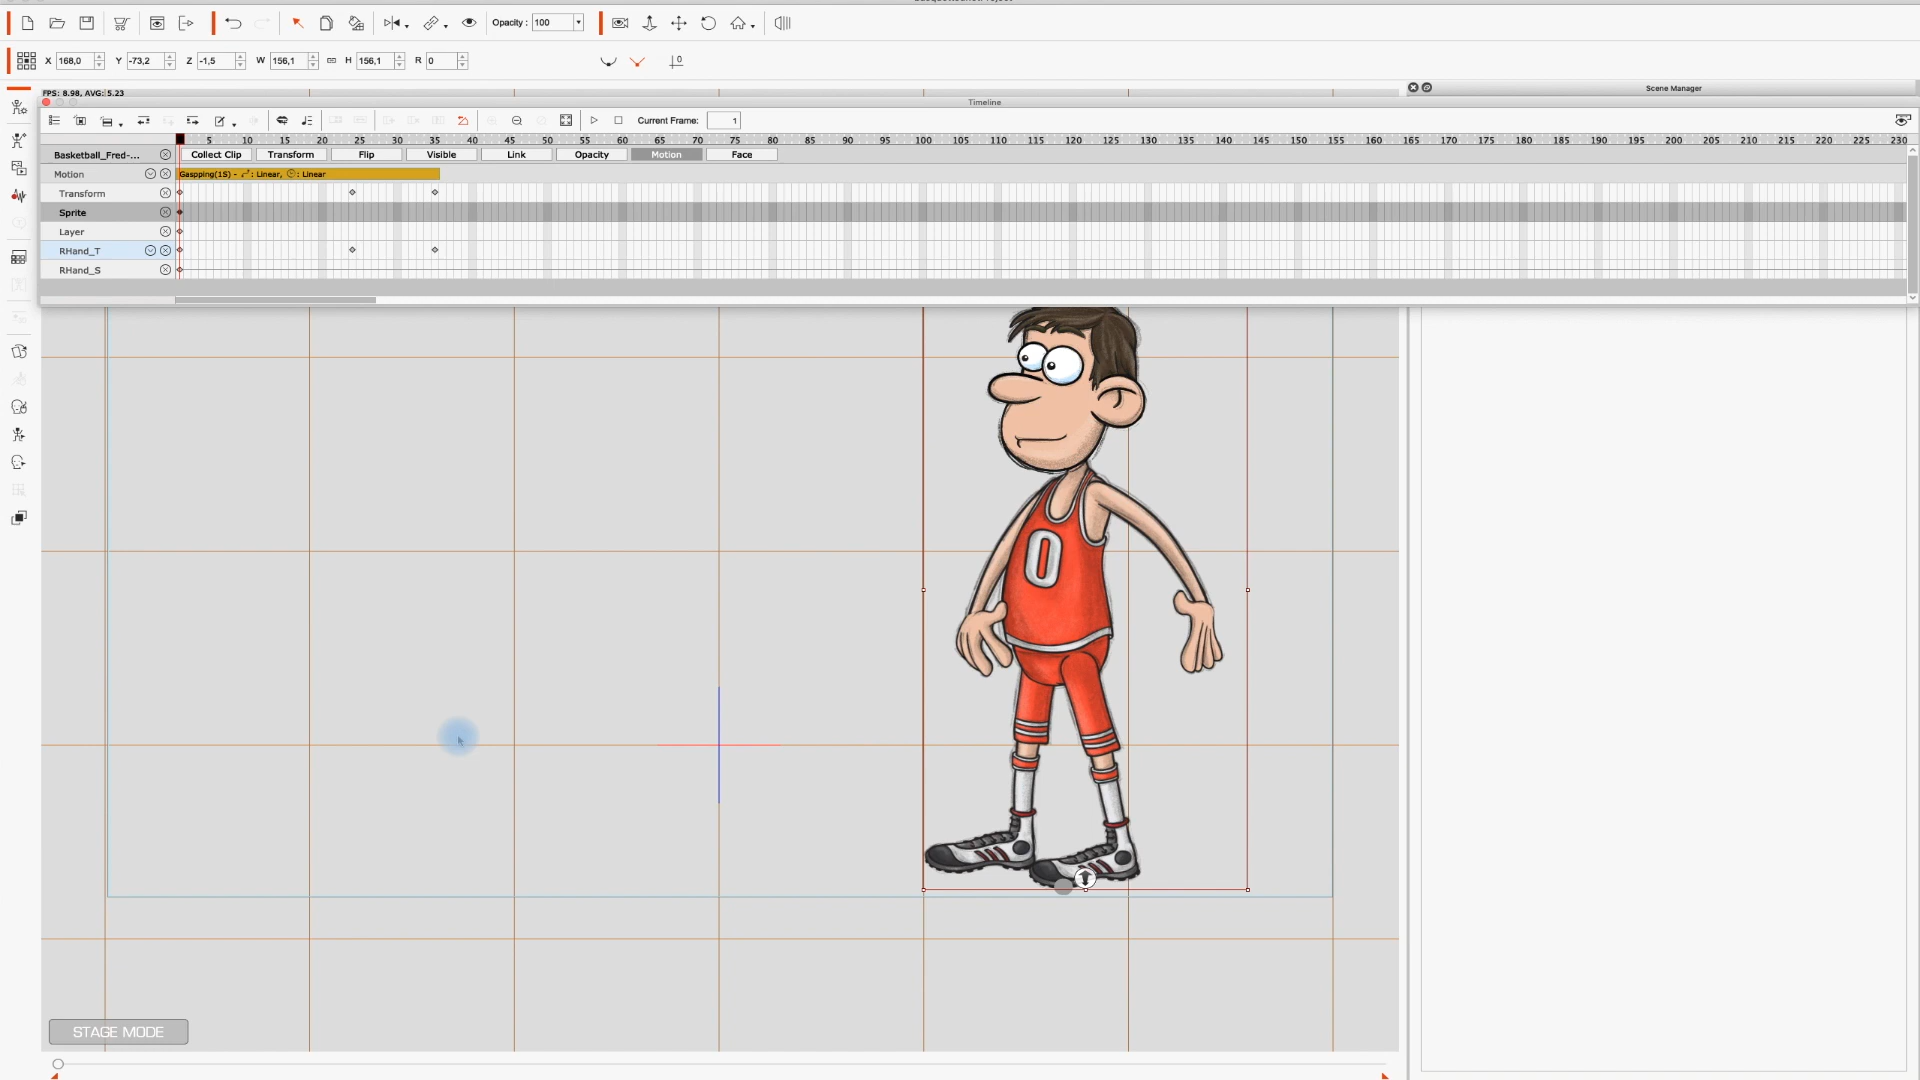 Opacity : 100
X 168,0 Y -73,2 Z -1,5 W 156,1 H 156,1 R 0
FPS: 8.98, AVG: 5.23
Scene Manager
Timeline
Current Frame: 1
5 10 15 20 25 30 35 40 45 50 55 60 65 70 75 80 85 90 95 100 105 110 115 120 125 130 135 140 145 150 155 160 165 170 175 180 185 190 195 200 205 210 215 220 225 230
Basketball_Fred-... Collect Clip Transform Flip Visible Link Opacity Motion Face
Motion Gaspping(1S) - : Linear, : Linear
Transform
Sprite
Layer
RHand_T
RHand_S
0
STAGE MODE